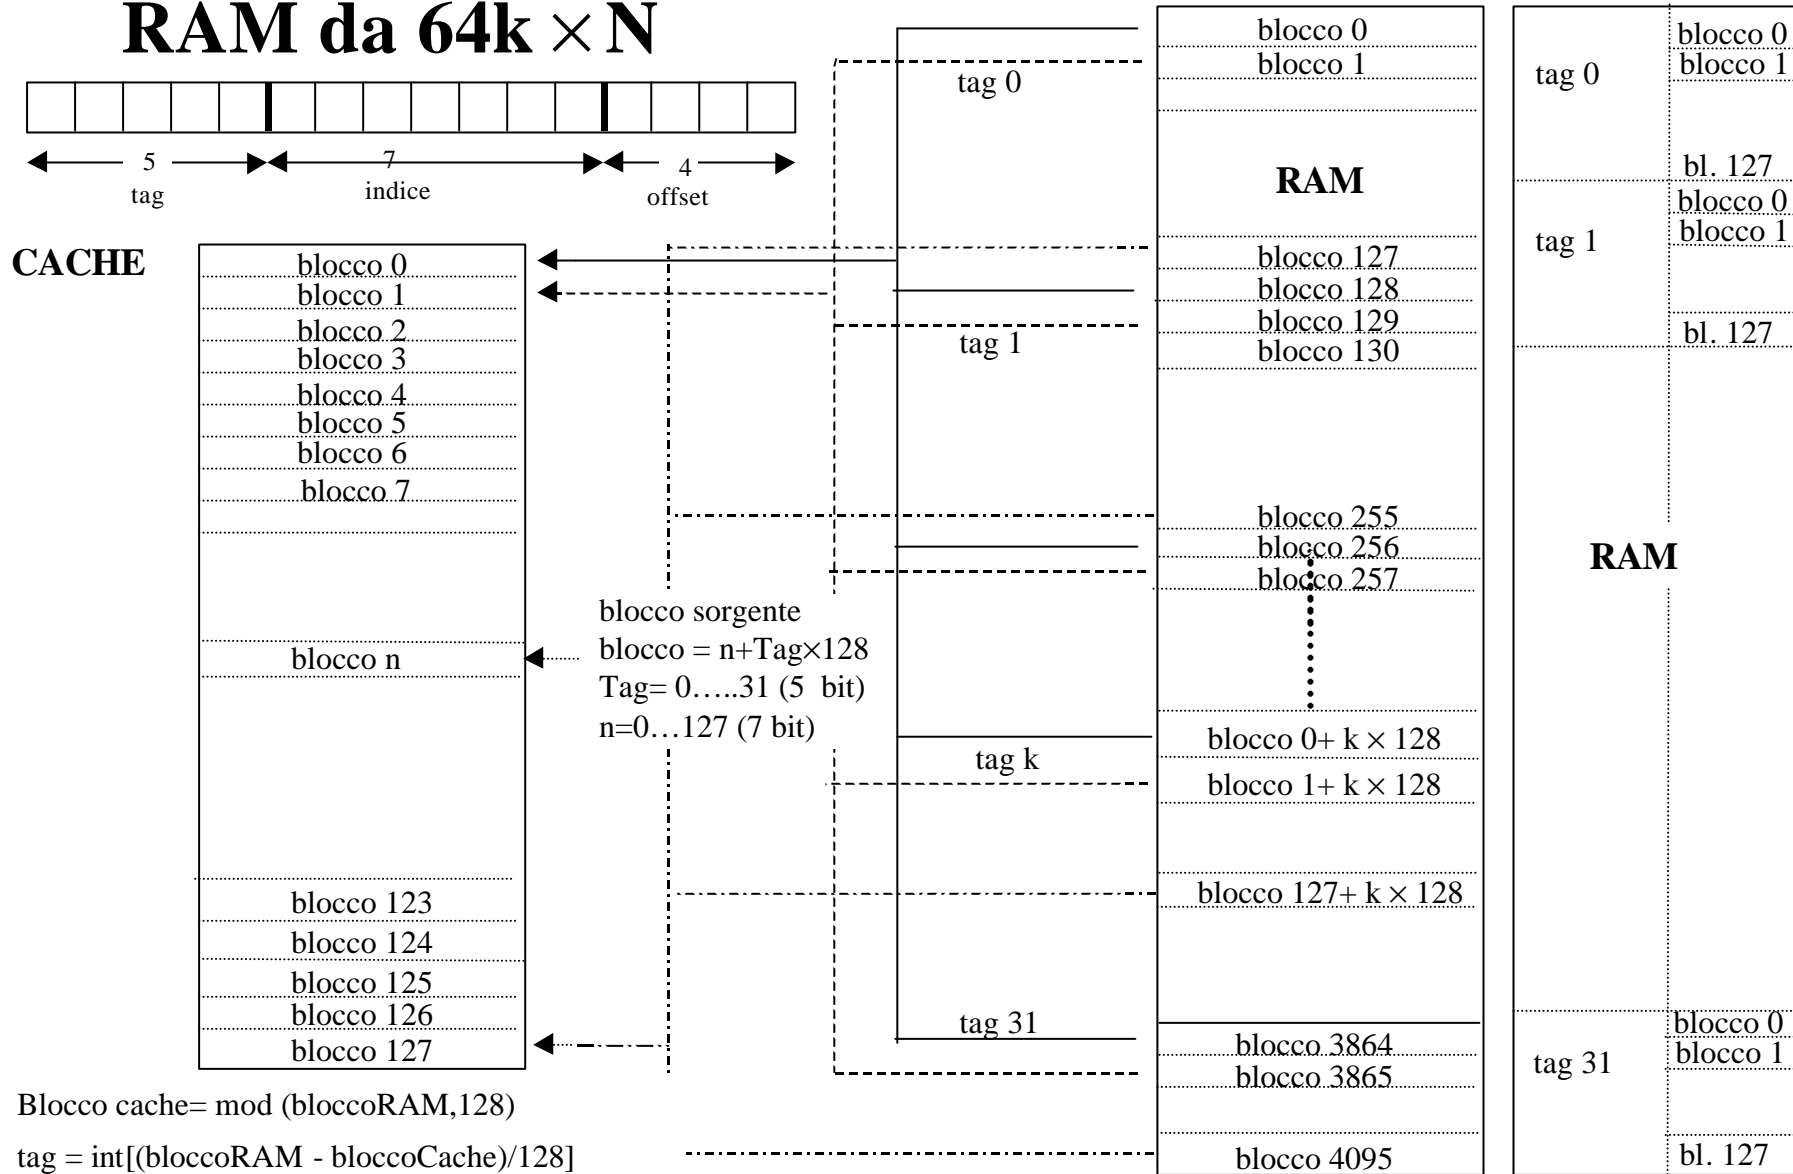 RAM da 64k × N
5
tag
7
indice
4
offset
CACHE
blocco 0
blocco 1
blocco 2
blocco 3
blocco 4
blocco 5
blocco 6
blocco 7
blocco n
blocco 123
blocco 124
blocco 125
blocco 126
blocco 127
Blocco cache= mod (bloccoRAM,128)
tag = int[(bloccoRAM - bloccoCache)/128]
blocco sorgente
blocco = n+Tag×128
Tag= 0…..31 (5 bit)
n=0…127 (7 bit)
tag 0
tag 1
tag k
tag 31
blocco 0
blocco 1
RAM
blocco 127
blocco 128
blocco 129
blocco 130
blocco 255
blocco 256
blocco 257
blocco 0+ k × 128
blocco 1+ k × 128
blocco 127+ k × 128
blocco 3864
blocco 3865
blocco 4095
tag 0
blocco 0
blocco 1
bl. 127
tag 1
blocco 0
blocco 1
bl. 127
RAM
tag 31
blocco 0
blocco 1
bl. 127